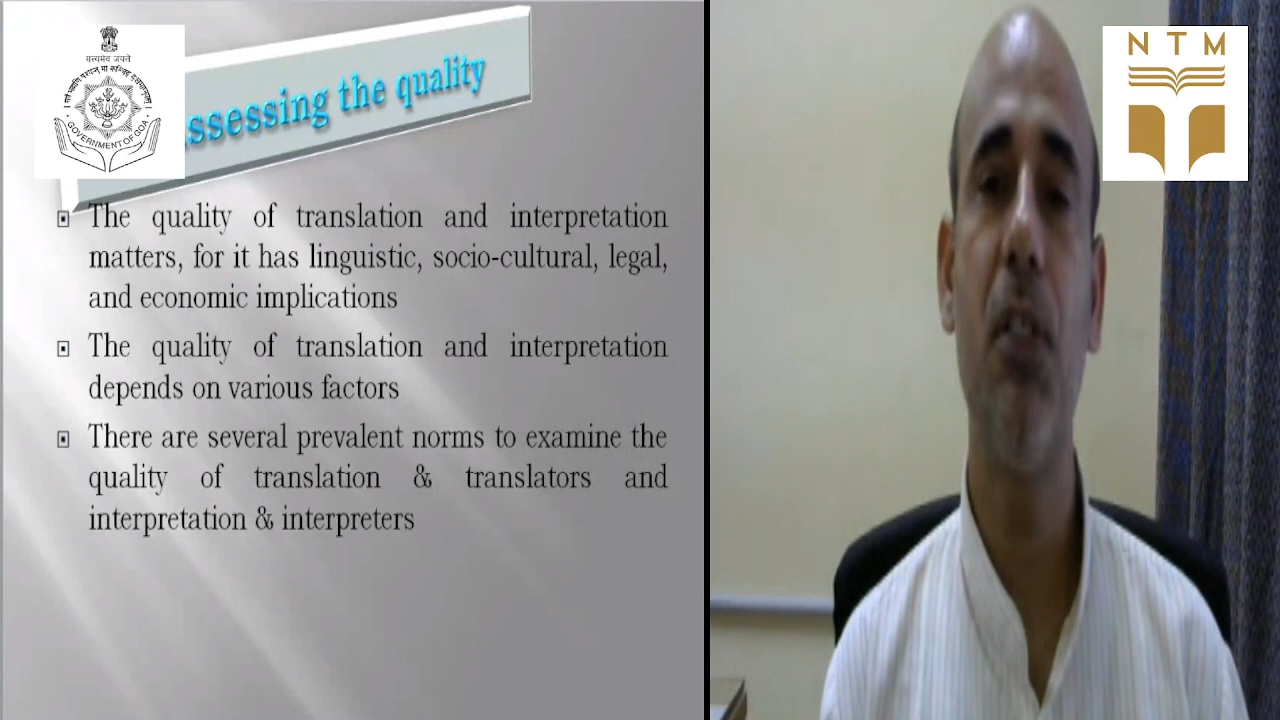 सत्यमेव जयते
GOVERNMENT OF GOA
ssessing the quality
The quality of translation and interpretation
matters, for it has linguistic, socio-cultural, legal,
and economic implications
The quality of translation and interpretation
depends on various factors
There are several prevalent norms to examine the
quality of translation & translators and
interpretation & interpreters
NTM